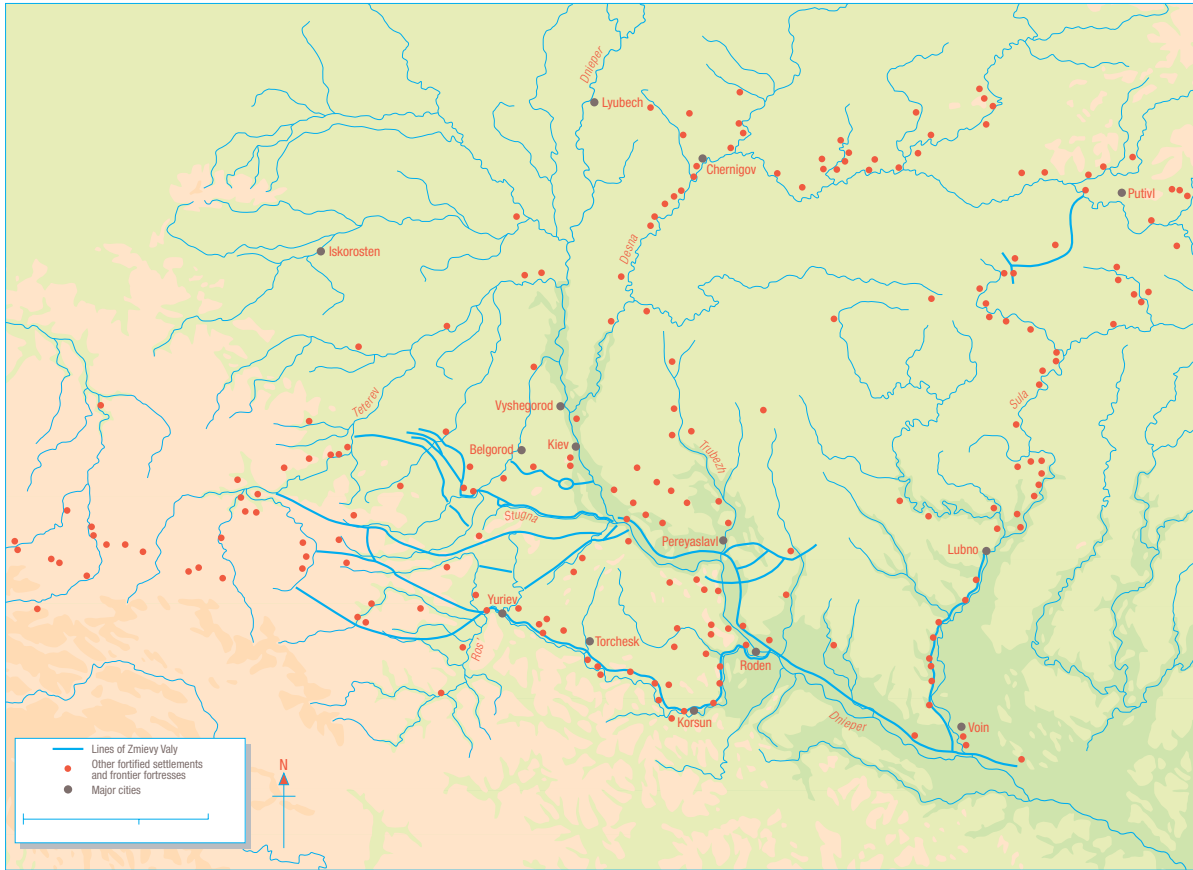 Dnieper
Lyubech
Chernigov
Putivl
Desna
Iskorosten
Teterev
Vyshegorod
Sula
Belgorod
Kiev
Trubezh
Stugna
Pereyaslavl
Lubno
Yuriev
Torchesk
Ros'
Roden
Korsun
Dnieper
Voin
Lines of Zmievy Valy
Other fortified settlements
and frontier fortresses
Major cities
N